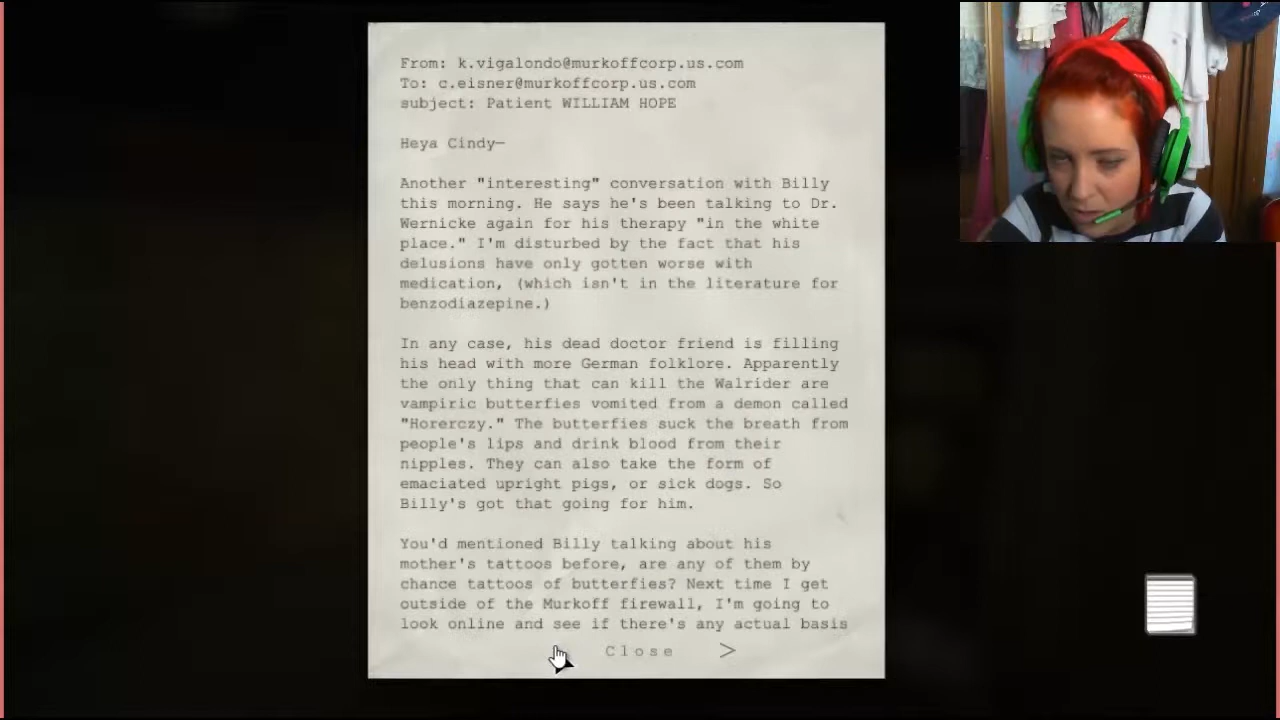 From: k.vigalondo@murkoffcorp.us.com
To: c.eisner@murkoffcorp.us.com
subject: Patient WILLIAM HOPE
Heya Cindy—
Another "interesting" conversation with Billy
this morning. He says he's been talking to Dr.
Wernicke again for his therapy "in the white
place." I'm disturbed by the fact that his
delusions have only gotten worse with
medication, (which isn't in the literature for
benzodiazepine.)
In any case, his dead doctor friend is filling
his head with more German folklore. Apparently
the only thing that can kill the Walrider are
vampiric butterfies vomited from a demon called
"Horerczy." The butterfies suck the breath from
people's lips and drink blood from their
nipples. They can also take the form of
emaciated upright pigs, or sick dogs. So
Billy's got that going for him.
You'd mentioned Billy talking about his
mother's tattoos before, are any of them by
chance tattoos of butterfies? Next time I get
outside of the Murkoff firewall, I'm going to
look online and see if there's any actual basis
Close >